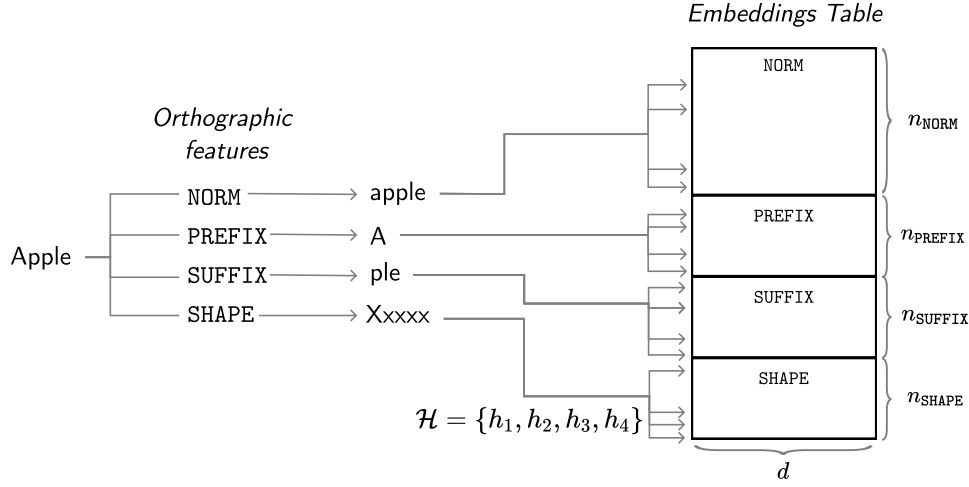 Embeddings Table
Orthographic
features
Apple
NORM
apple
PREFIX
A
SUFFIX
ple
SHAPE
Xxxxx
NORM
PREFIX
SUFFIX
SHAPE
n_NORM
n_PREFIX
n_SUFFIX
n_SHAPE
ℋ = {h₁, h₂, h₃, h₄}
d